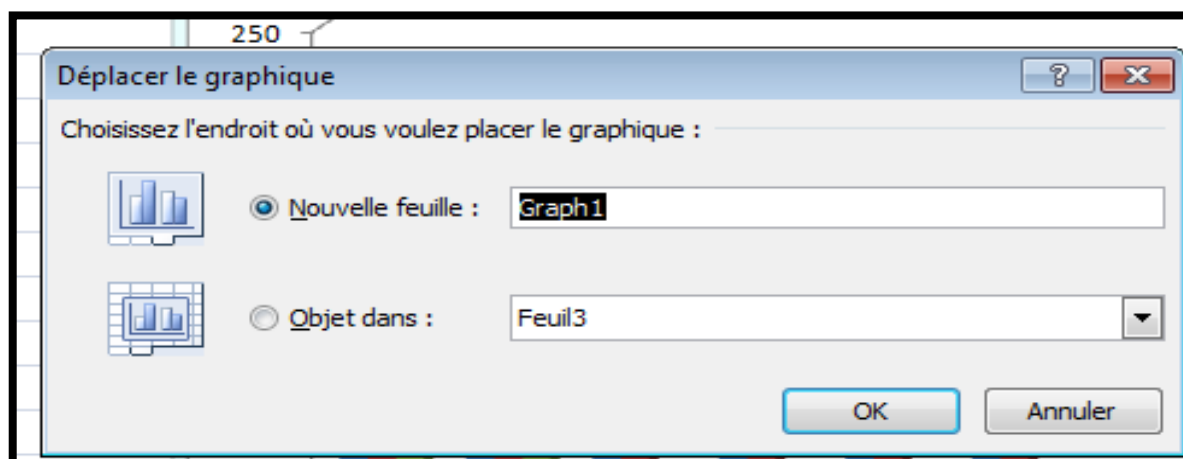 250
Déplacer le graphique
?
Choisissez l'endroit où vous voulez placer le graphique :
Nouvelle feuille : Graph1
Objet dans : Feuil3
OK Annuler